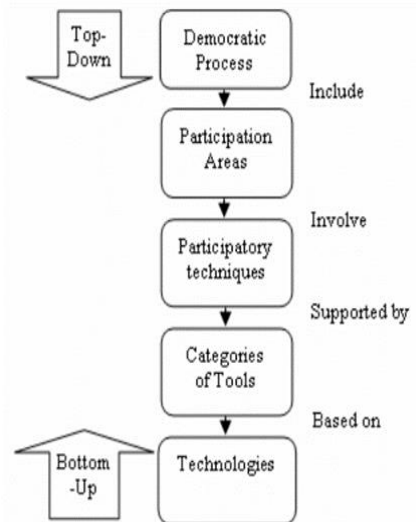 Top-
Down
Democratic
Process
Include
Participation
Areas
Involve
Participatory
techniques
Supported by
Categories
of Tools
Based on
Bottom
-Up
Technologies